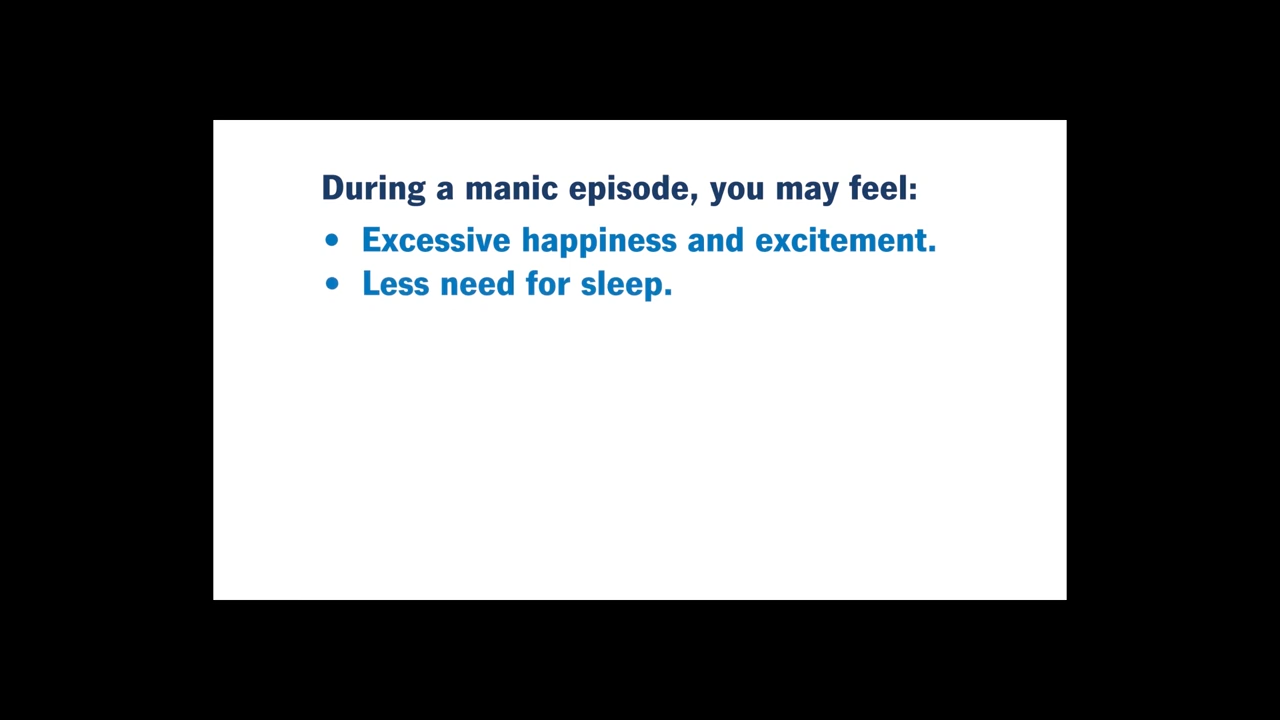 During a manic episode, you may feel:
• Excessive happiness and excitement.
• Less need for sleep.